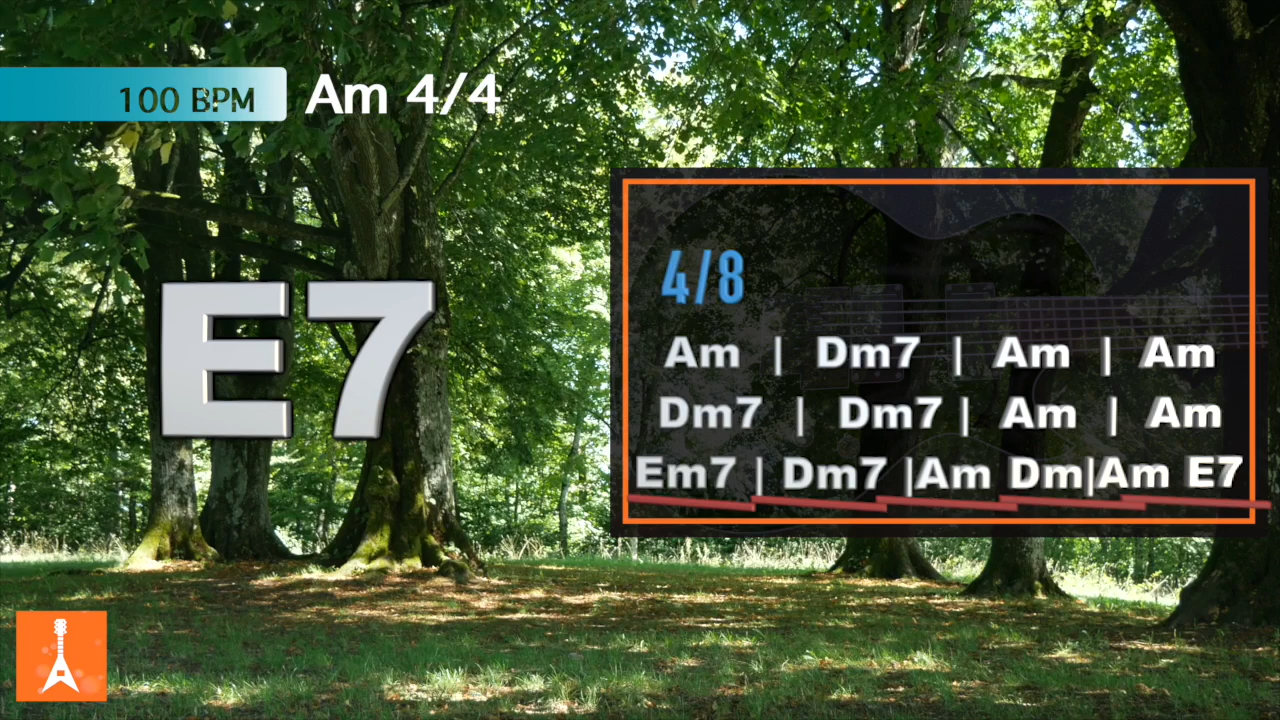 100 BPM Am 4/4
E7
4/8
Am | Dm7 | Am | Am
Dm7 | Dm7 | Am | Am
Em7 | Dm7 |Am Dm|Am E7